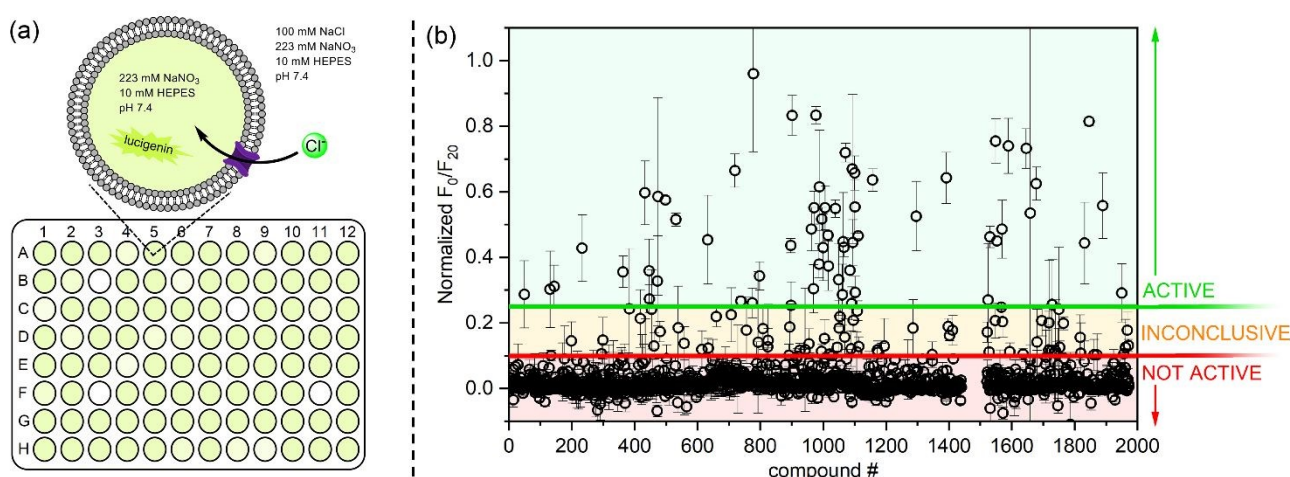 (a)
100 mM NaCl
223 mM NaNO₃
10 mM HEPES
pH 7.4
223 mM NaNO₃
10 mM HEPES
pH 7.4
lucigenin
Cl⁻
1 2 3 4 5 6 7 8 9 10 11 12
A
B
C
D
E
F
G
H
(b)
Normalized F₀/F₂₀
1.0
0.8
0.6
0.4
0.2
0.0
0 200 400 600 800 1000 1200 1400 1600 1800 2000
compound #
ACTIVE
INCONCLUSIVE
NOT ACTIVE